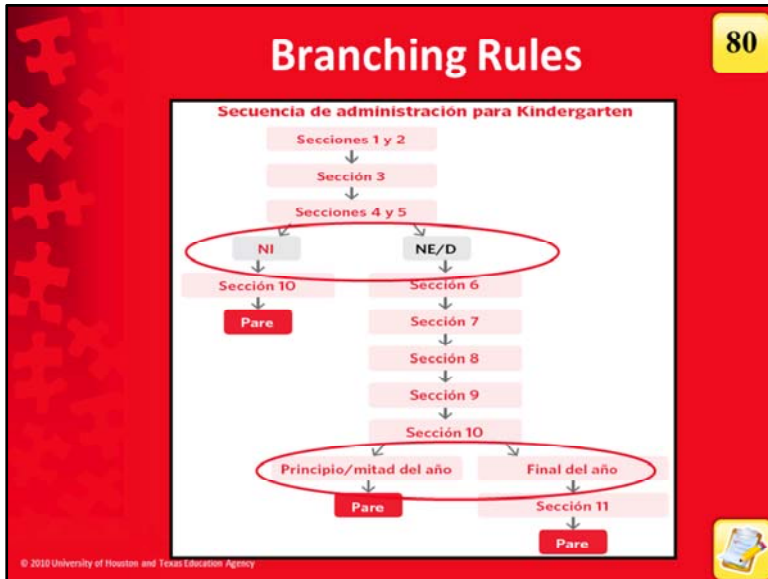 Branching Rules
80
Secuencia de administración para Kindergarten
Secciones 1 y 2
Sección 3
Secciones 4 y 5
NI
NE/D
Sección 10
Sección 6
Pare
Sección 7
Sección 8
Sección 9
Sección 10
Principio/mitad del año
Final del año
Pare
Sección 11
Pare
© 2010 University of Houston and Texas Education Agency